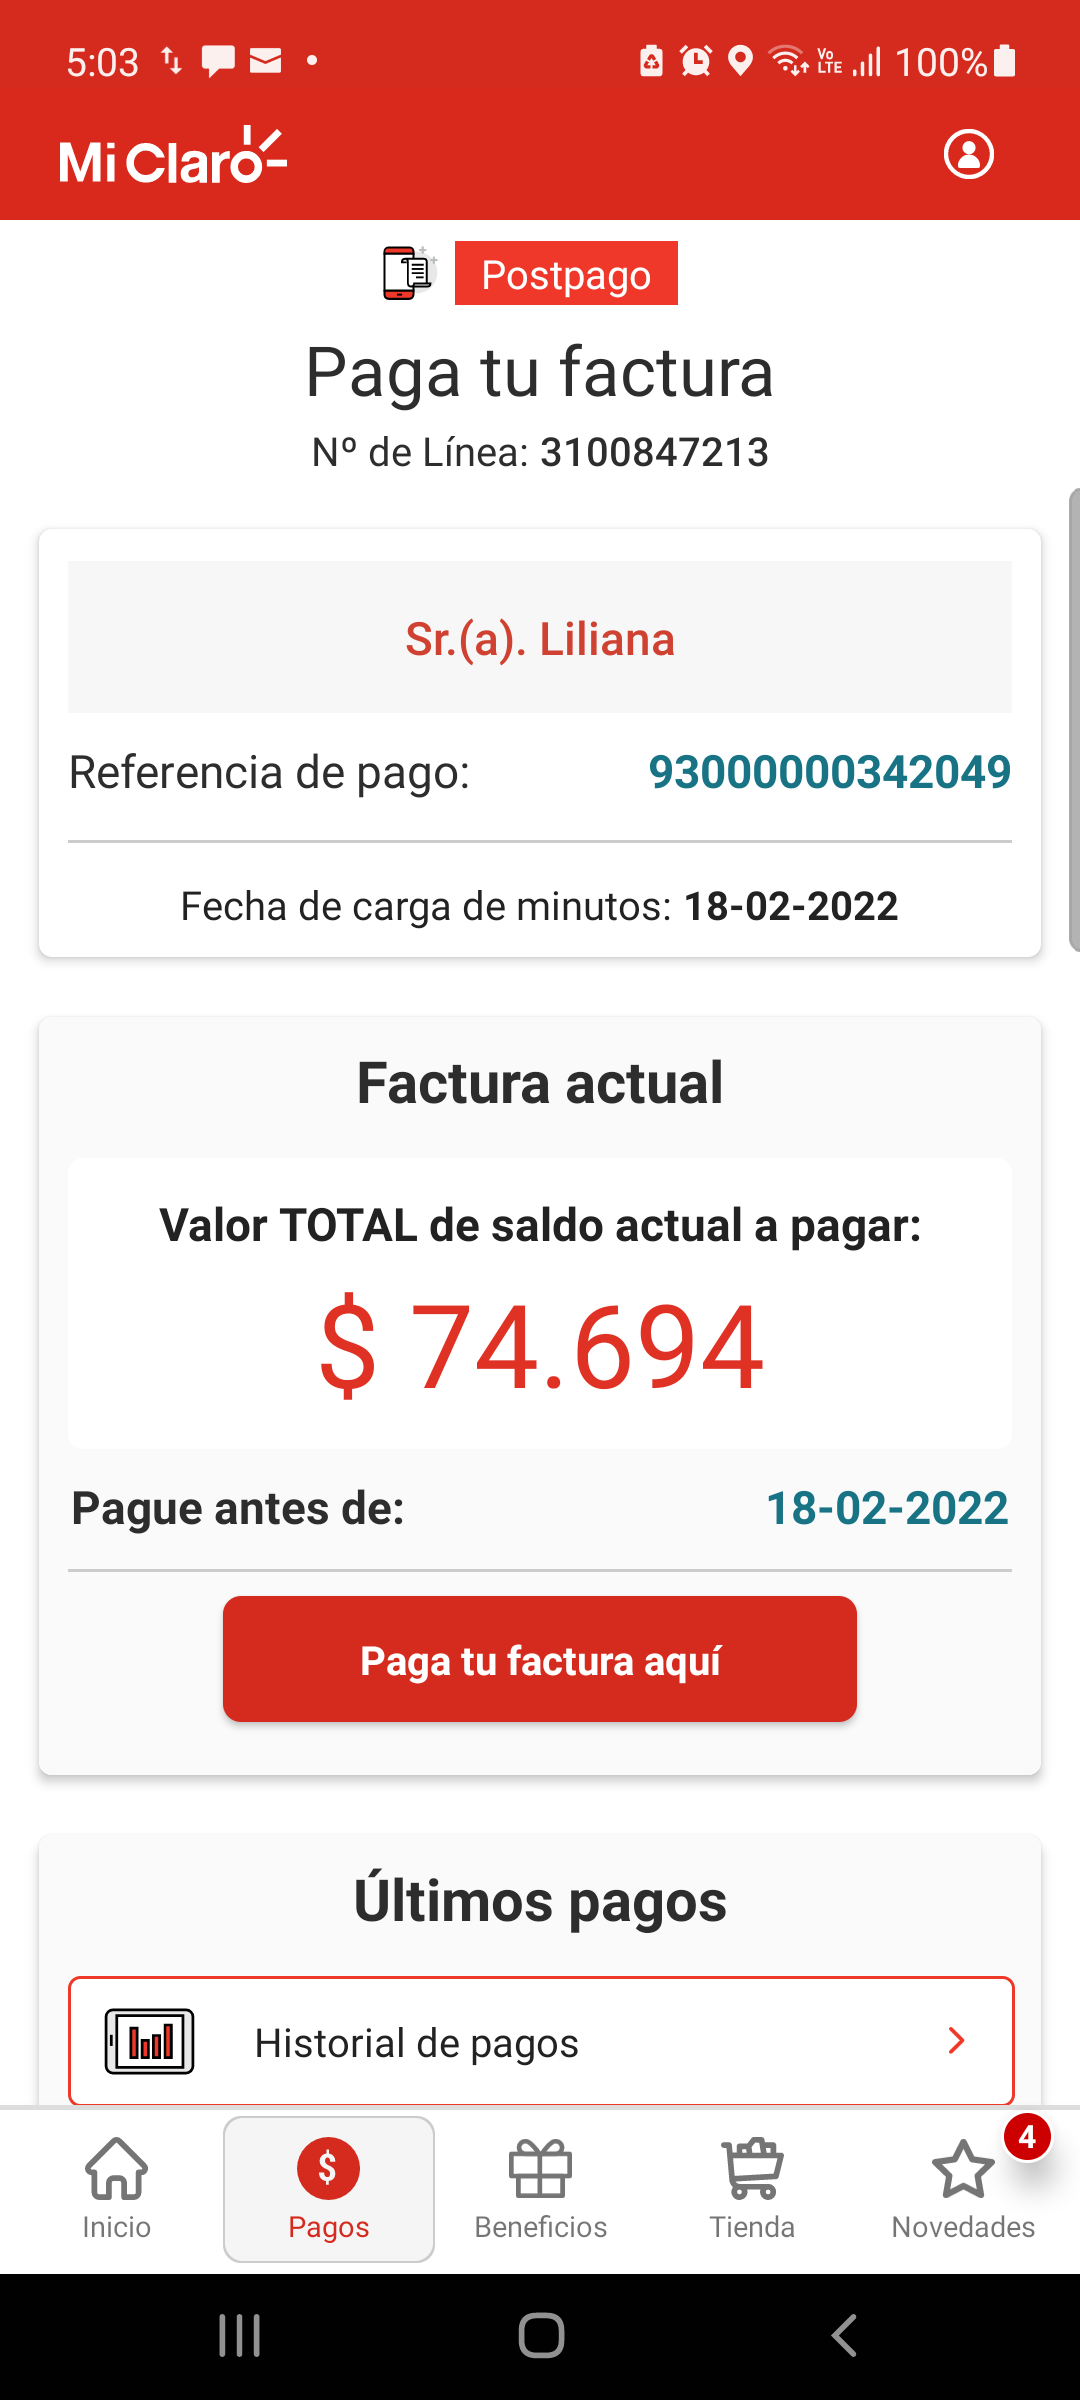 5:03 Vo LTE 100%
Mi Claro
Postpago
Paga tu factura
Nº de Línea: 3100847213
Sr.(a). Liliana
Referencia de pago: 93000000342049
Fecha de carga de minutos: 18-02-2022
Factura actual
Valor TOTAL de saldo actual a pagar:
$ 74.694
Pague antes de: 18-02-2022
Paga tu factura aquí
Últimos pagos
Historial de pagos
4
$
Inicio Pagos Beneficios Tienda Novedades